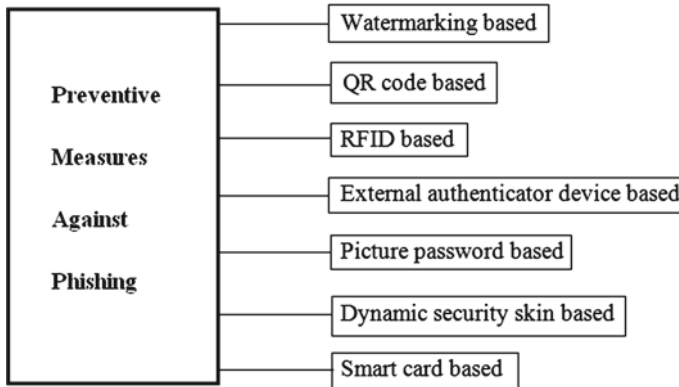 Preventive
Measures
Against
Phishing
Watermarking based
QR code based
RFID based
External authenticator device based
Picture password based
Dynamic security skin based
Smart card based